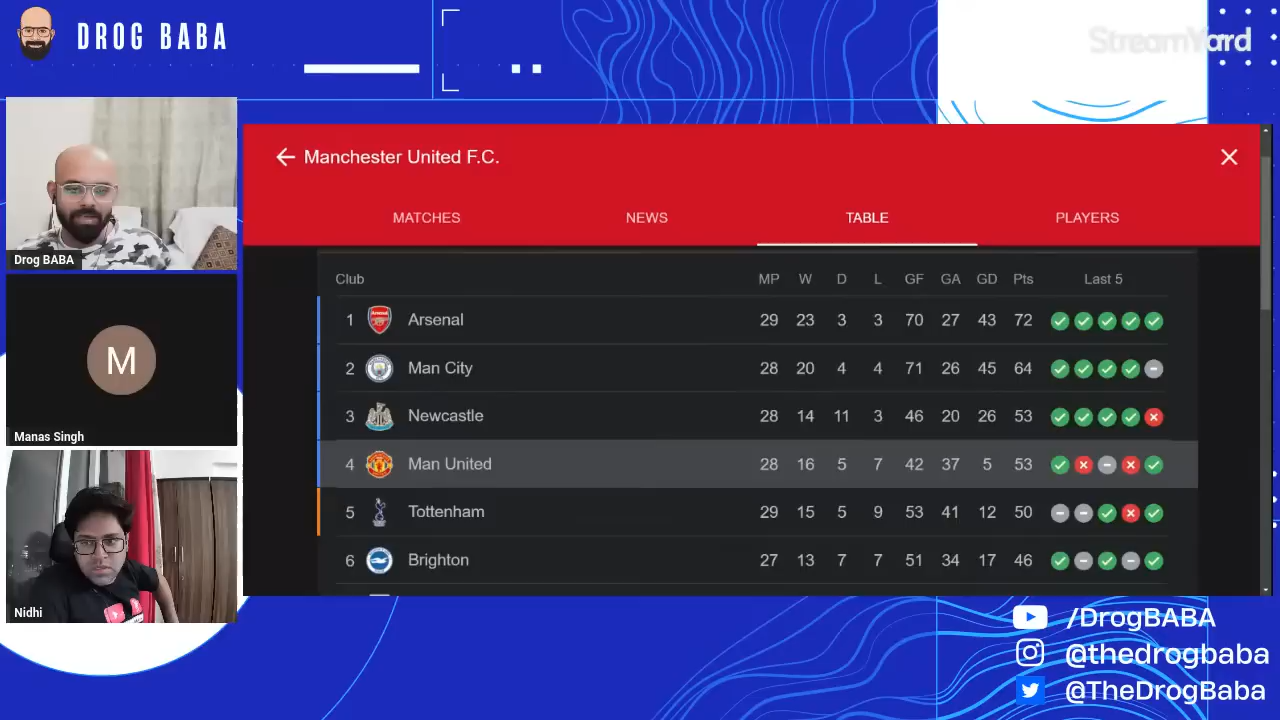 DROG BABA
StreamYard
Drog BABA
M
Manas Singh
Nidhi
Manchester United F.C.
MATCHES NEWS TABLE PLAYERS
Club MP W D L GF GA GD Pts Last 5
1 Arsenal 29 23 3 3 70 27 43 72
2 Man City 28 20 4 4 71 26 45 64
3 Newcastle 28 14 11 3 46 20 26 53
4 Man United 28 16 5 7 42 37 5 53
5 Tottenham 29 15 5 9 53 41 12 50
6 Brighton 27 13 7 7 51 34 17 46
/DrogBABA
@thedrogbaba
@TheDrogBaba